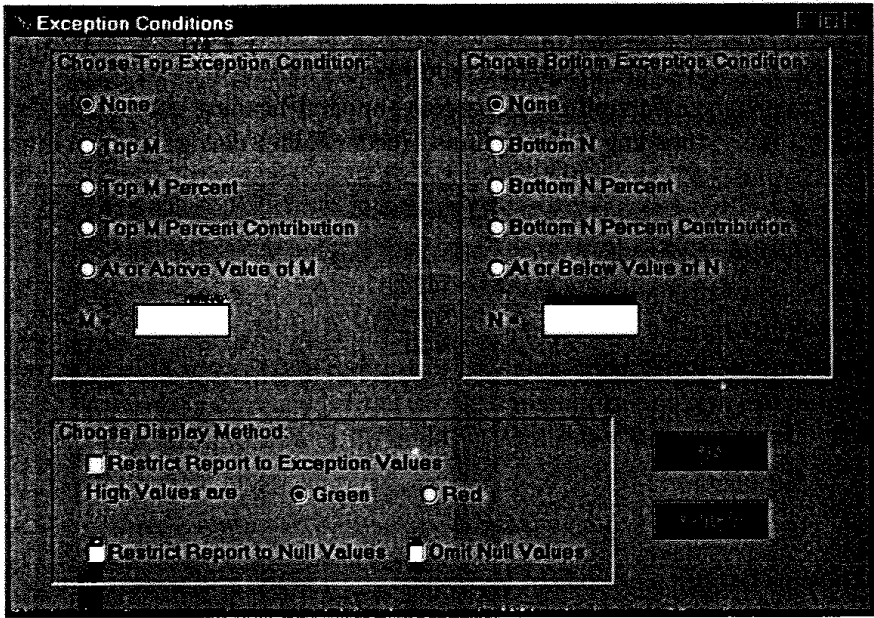 Exception Conditions
Choose Top Exception Condition:
None
Top M
Top M Percent
Top M Percent Contribution
At or Above Value of M
M =
Choose Bottom Exception Condition:
None
Bottom N
Bottom N Percent
Bottom N Percent Contribution
At or Below Value of N
N =
Choose Display Method:
Restrict Report to Exception Values
High Values are Green Red
Restrict Report to Null Values Omit Null Values